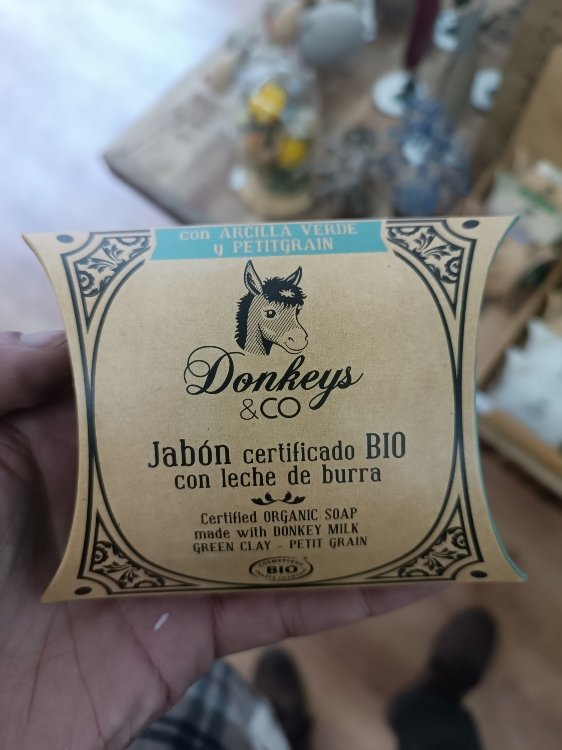 con ARCILLA VERDE
y PETITGRAIN
Donkeys
&CO
Jabón certificado BIO
con leche de burra
Certified ORGANIC SOAP
made with DONKEY MILK
GREEN CLAY - PETIT GRAIN
COSMETIQUE
BIO